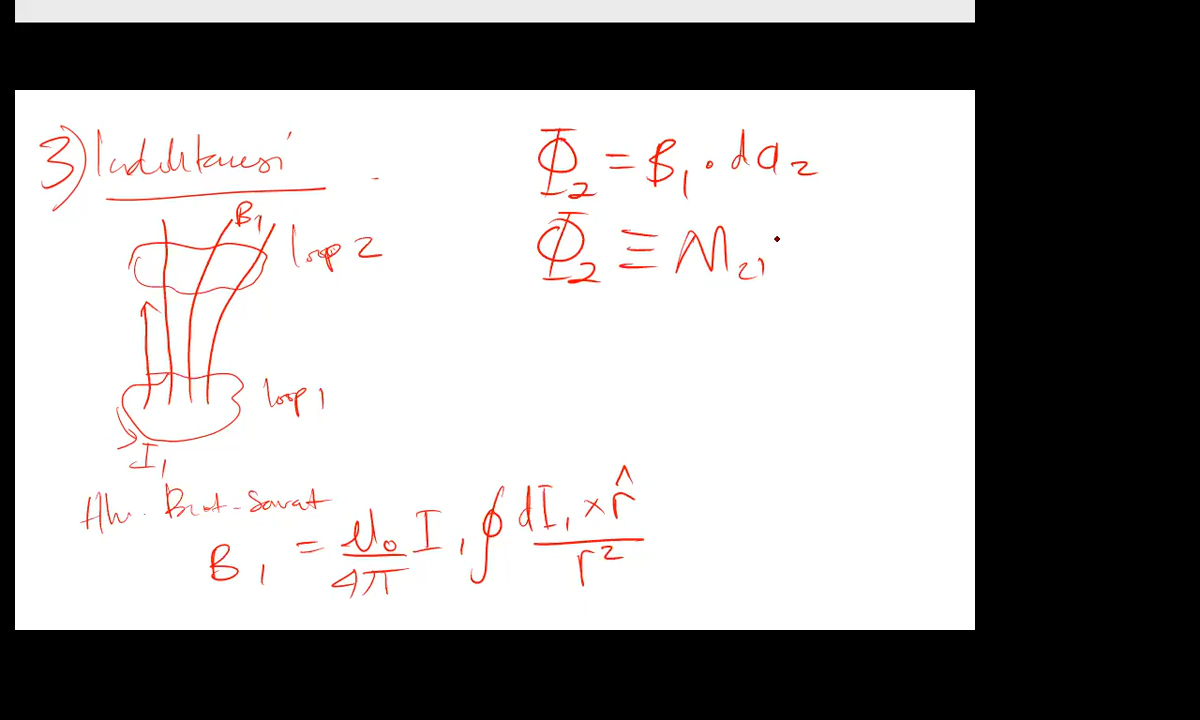 3) Induktansi
B₁
loop 2
loop 1
I₁
Hk. Biot-Savat
B₁ = μ₀/4π I₁ ∮ dI₁ × r̂ / r²
Φ₂ = B₁ · da₂
Φ₂ ≡ M₂₁